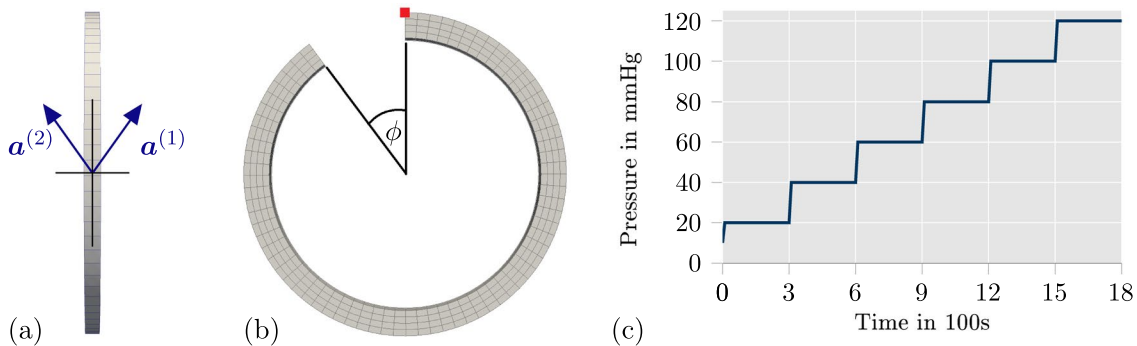 (a)
a(2)
a(1)
(b)
ϕ
(c)
Pressure in mmHg
120
100
80
60
40
20
0
0 3 6 9 12 15 18
Time in 100s